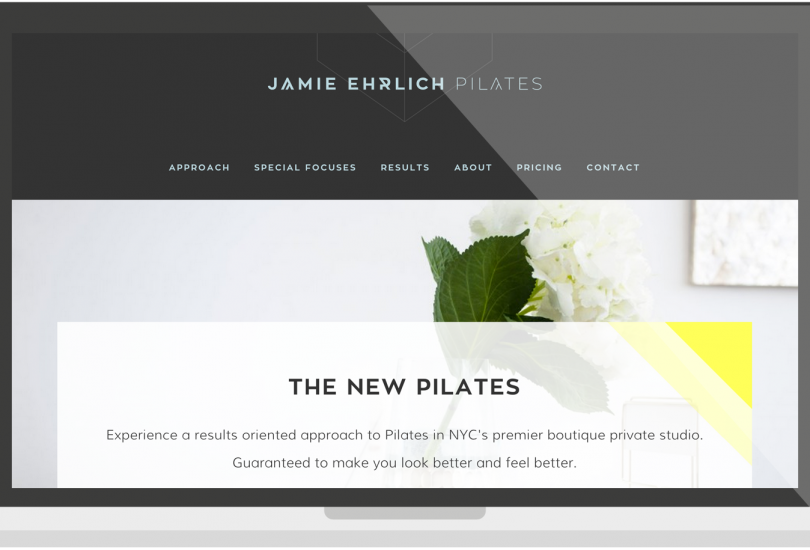 JAMIE EHRLICH PILATES
APPROACH SPECIAL FOCUSES RESULTS ABOUT PRICING CONTACT
THE NEW PILATES
Experience a results oriented approach to Pilates in NYC's premier boutique private studio.
Guaranteed to make you look better and feel better.